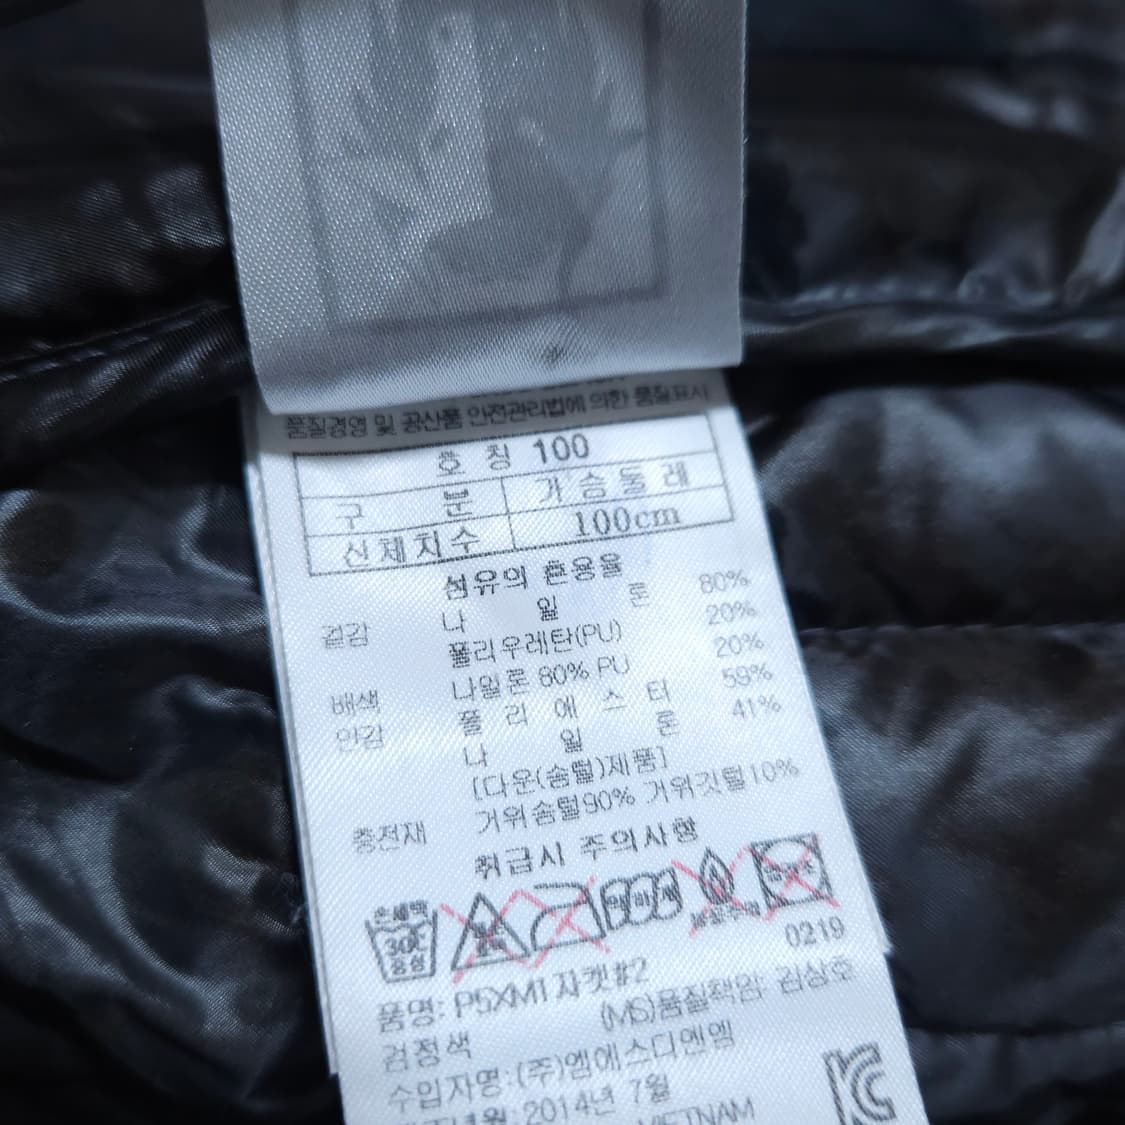 품질경영 및 공산품 안전관리법에 의한 품질표시
호 칭 100
구 분 가 슴 둘 레
신체치수 100cm
섬유의 혼용율
겉감 나 일 론 80%
폴리우레탄(PU) 20%
배색 나일론 80% PU 20%
안감 폴 리 에 스 터 59%
나 일 론 41%
[다운(솜털)제품]
충전재 거위솜털90% 거위깃털10%
취급시 주의사항
손세탁
30℃
중성
0219
품명: P5XM1 자켓#2
(MS)품질책임: 김상호
검정색
수입자명:(주)엠에스디엔엠
2014년 7월
VIETNAM